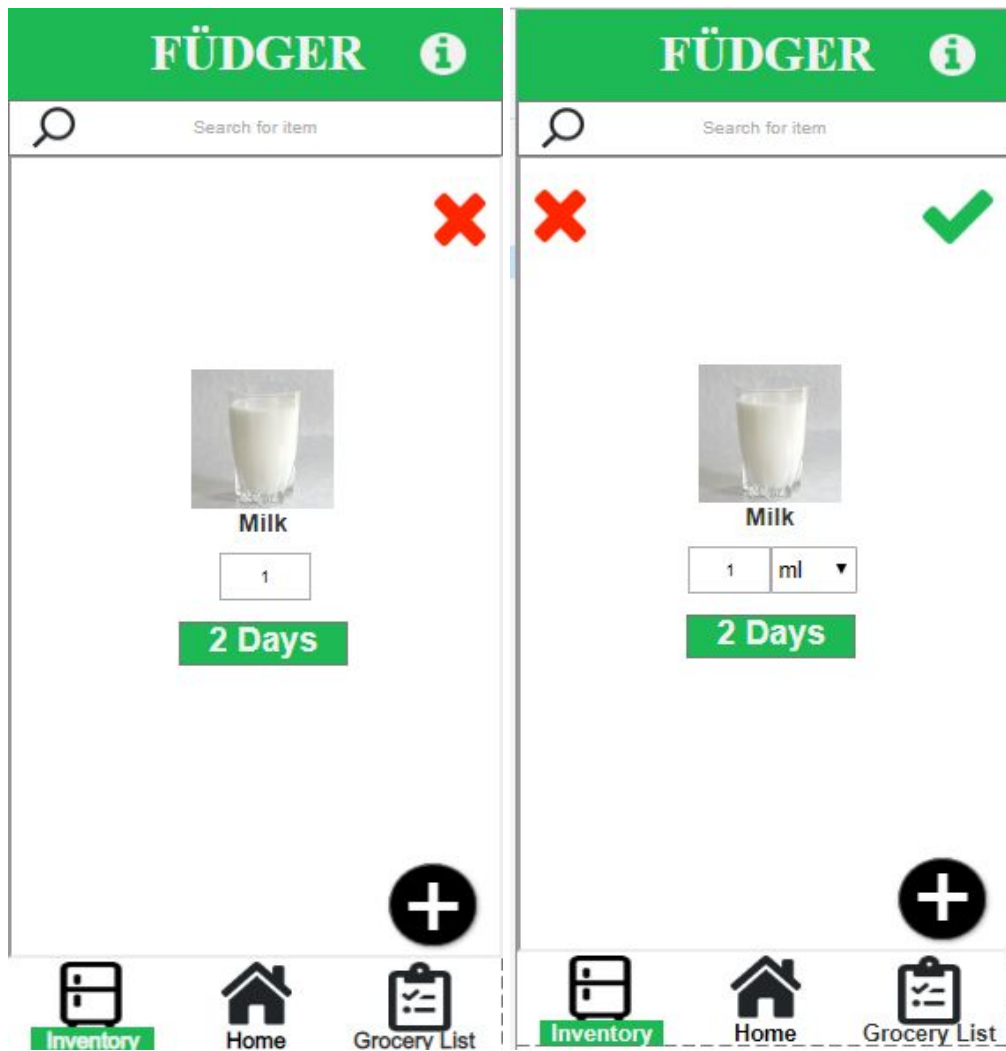 FÜDGER
Search for item
Milk
1
2 Days
Inventory
Home
Grocery List
FÜDGER
Search for item
Milk
1 ml
2 Days
Inventory
Home
Grocery List